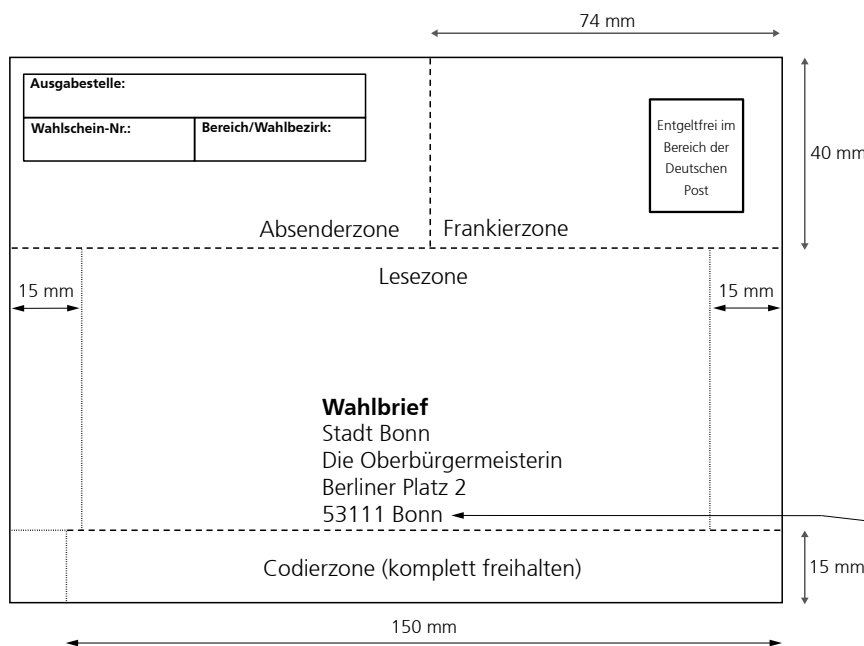 74 mm
Ausgabestelle:
Wahlschein-Nr.:
Bereich/Wahlbezirk:
Entgeltfrei im
Bereich der
Deutschen
Post
40 mm
Absenderzone
Frankierzone
Lesezone
15 mm
15 mm
Wahlbrief
Stadt Bonn
Die Oberbürgermeisterin
Berliner Platz 2
53111 Bonn
Codierzone (komplett freihalten)
15 mm
150 mm